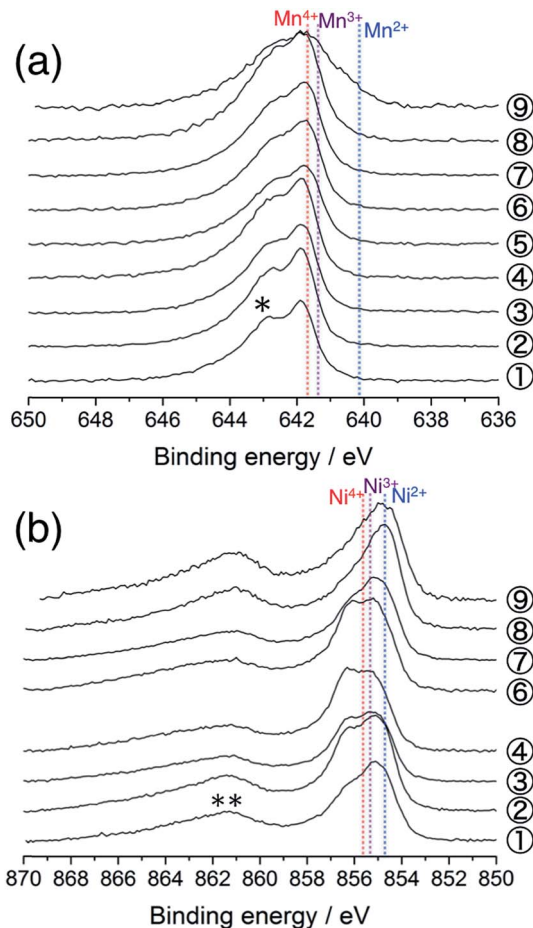 (a)
Mn⁴⁺ Mn³⁺ Mn²⁺
⑨
⑧
⑦
⑥
⑤
④
③
*
②
①
650 648 646 644 642 640 638 636
Binding energy / eV
(b)
Ni⁴⁺ Ni³⁺ Ni²⁺
⑨
⑧
⑦
⑥
④
③
②
**
①
870 868 866 864 862 860 858 856 854 852 850
Binding energy / eV